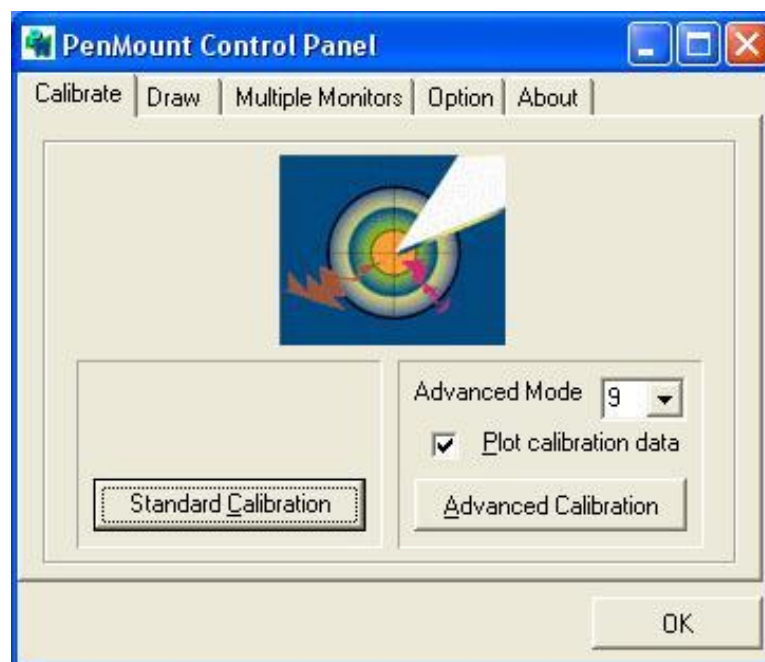 PenMount Control Panel
Calibrate Draw Multiple Monitors Option About
Advanced Mode 9
Plot calibration data
Standard Calibration Advanced Calibration
OK